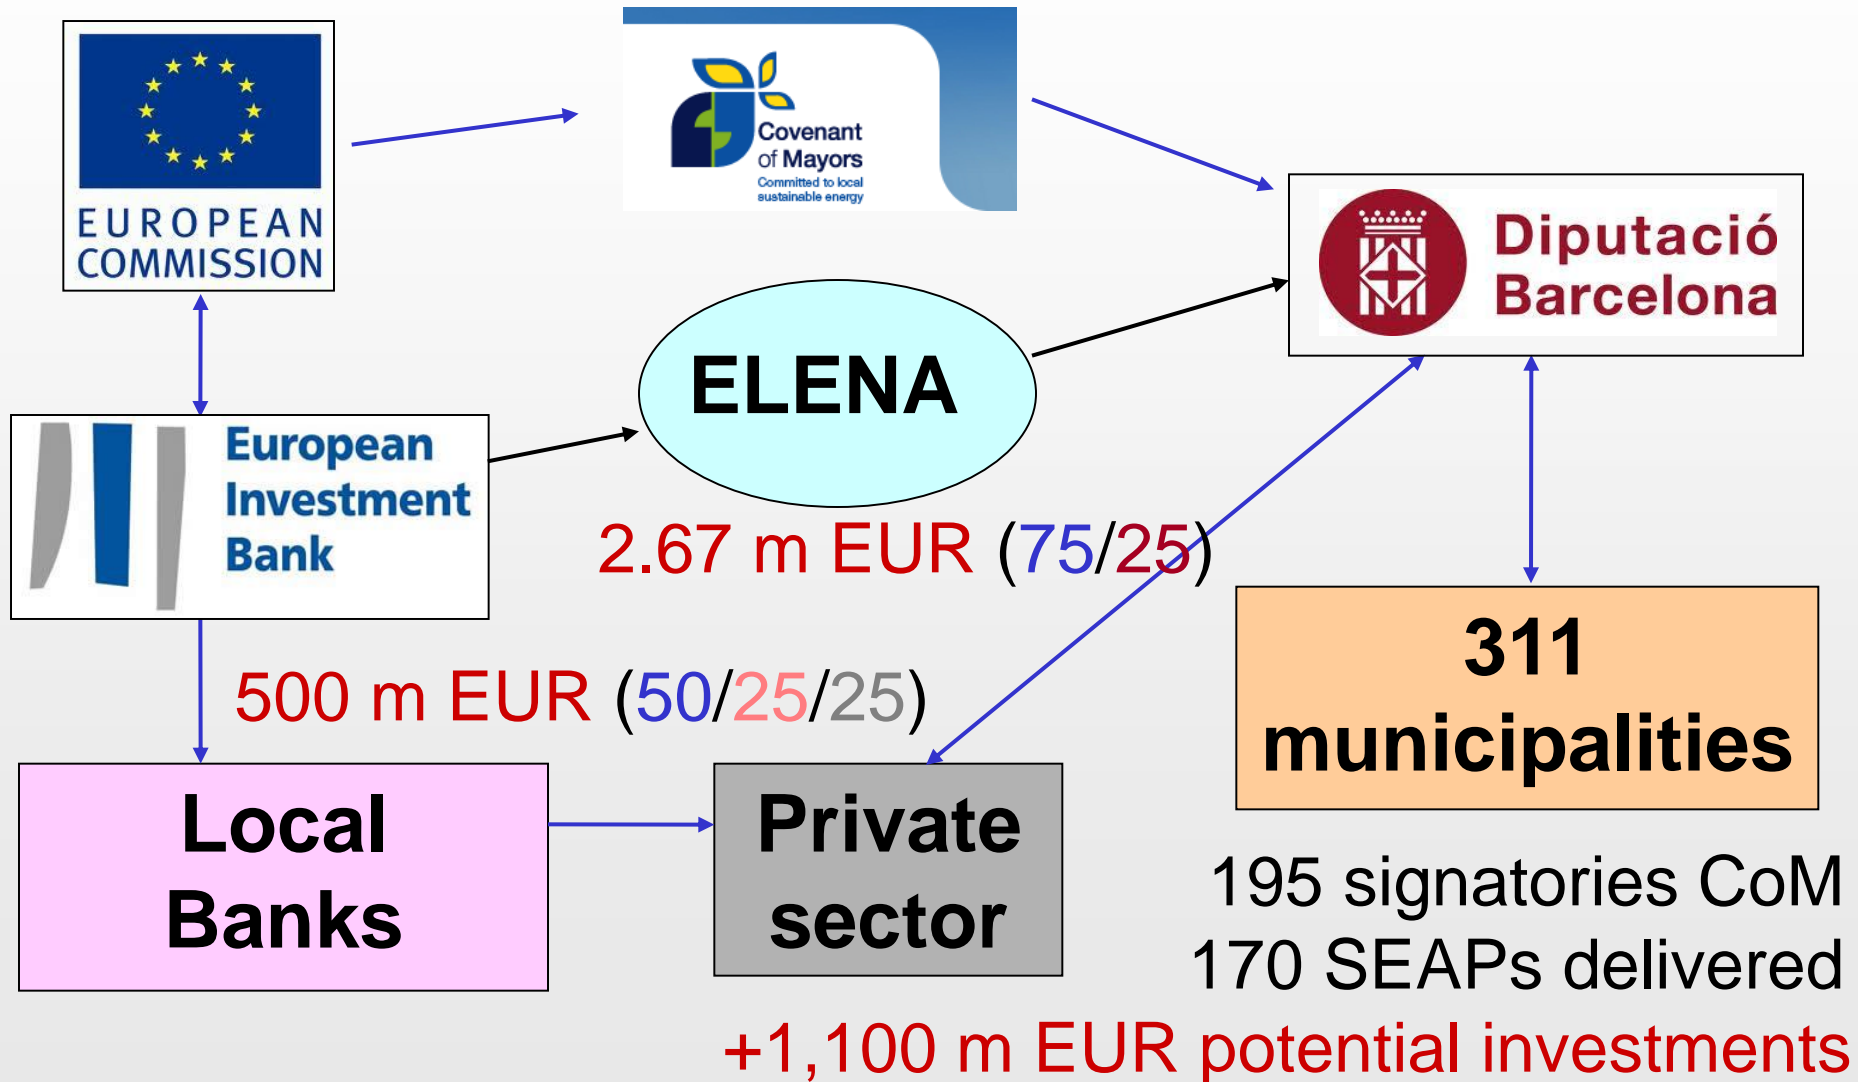 EUROPEAN
COMMISSION
Covenant
of Mayors
Committed to local
sustainable energy
Diputació
Barcelona
ELENA
European
Investment
Bank
2.67 m EUR (75/25)
500 m EUR (50/25/25)
311
municipalities
Local
Banks
Private
sector
195 signatories CoM
170 SEAPs delivered
+1,100 m EUR potential investments